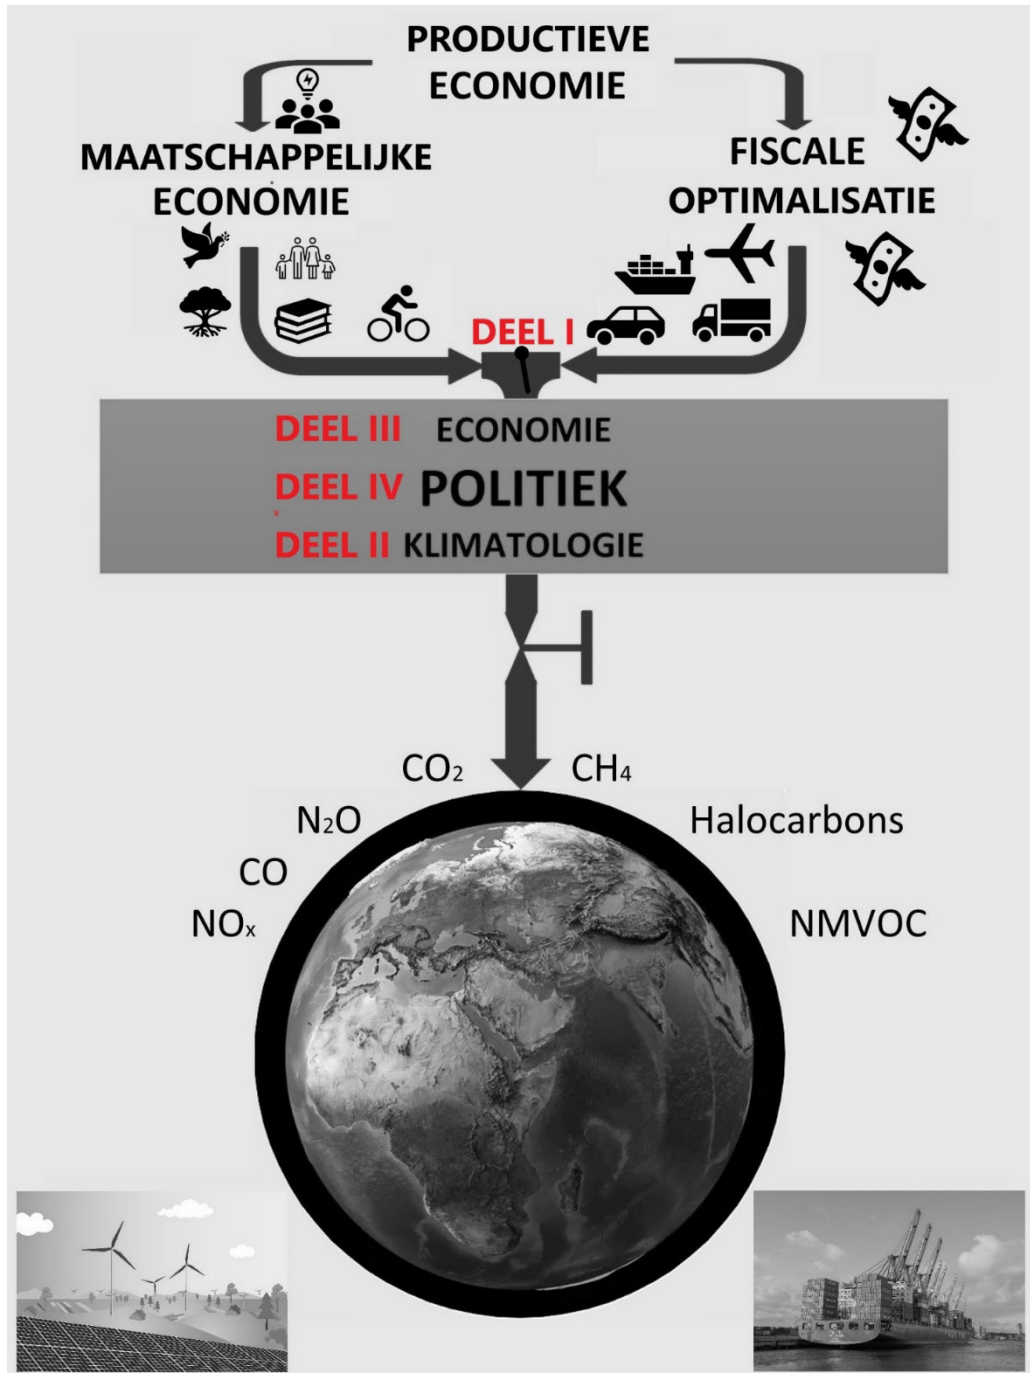 PRODUCTIEVE
ECONOMIE
MAATSCHAPPELIJKE
ECONOMIE
FISCALE
OPTIMALISATIE
DEEL I
DEEL III ECONOMIE
DEEL IV POLITIEK
DEEL II KLIMATOLOGIE
CO₂
CH₄
N₂O
Halocarbons
CO
NOₓ
NMVOC